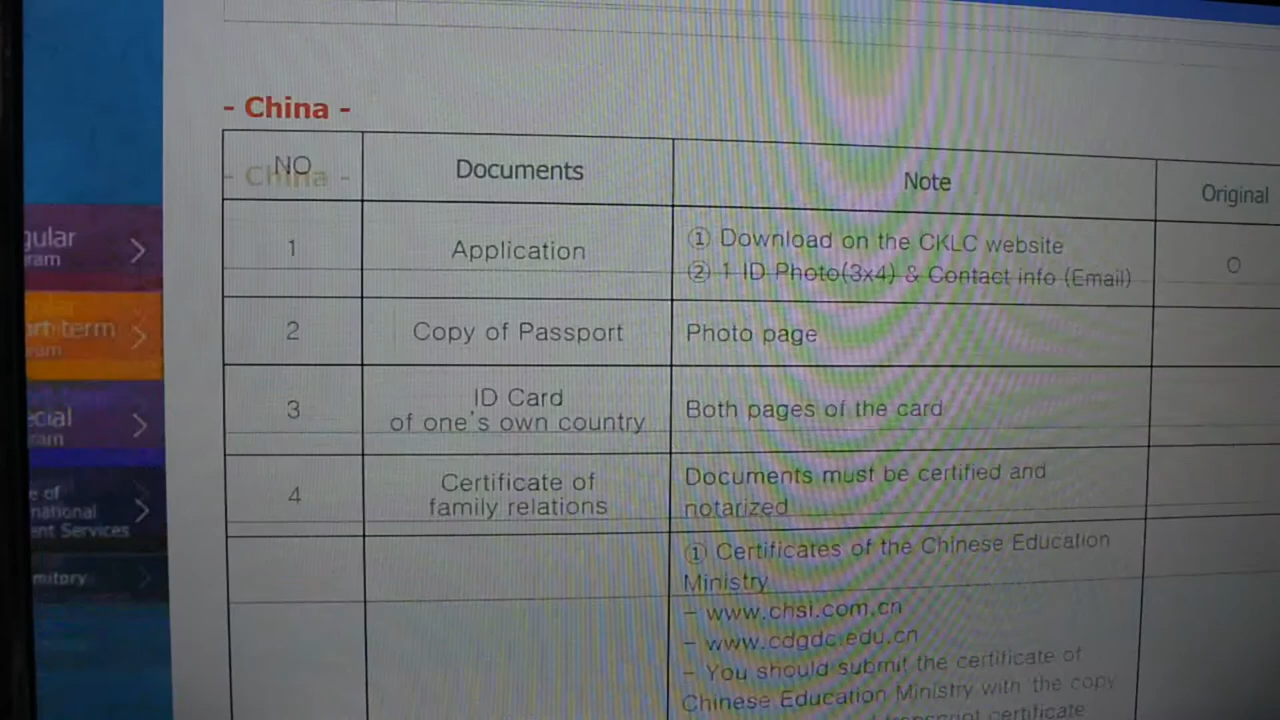 - China -
NO
Documents
Note
Original
- China -
1
Application
① Download on the CKLC website
② 1 ID Photo(3x4) & Contact info (Email)
O
2
Copy of Passport
Photo page
3
ID Card
of one's own country
Both pages of the card
4
Certificate of
family relations
Documents must be certified and
notarized
① Certificates of the Chinese Education
Ministry
- www.chsi.com.cn
- www.cdgdc.edu.cn
- You should submit the certificate of
Chinese Education Ministry with the copy
certificate
gular
ram
ort-term
ram
ecial
ram
e of
national
ent Services
mitory